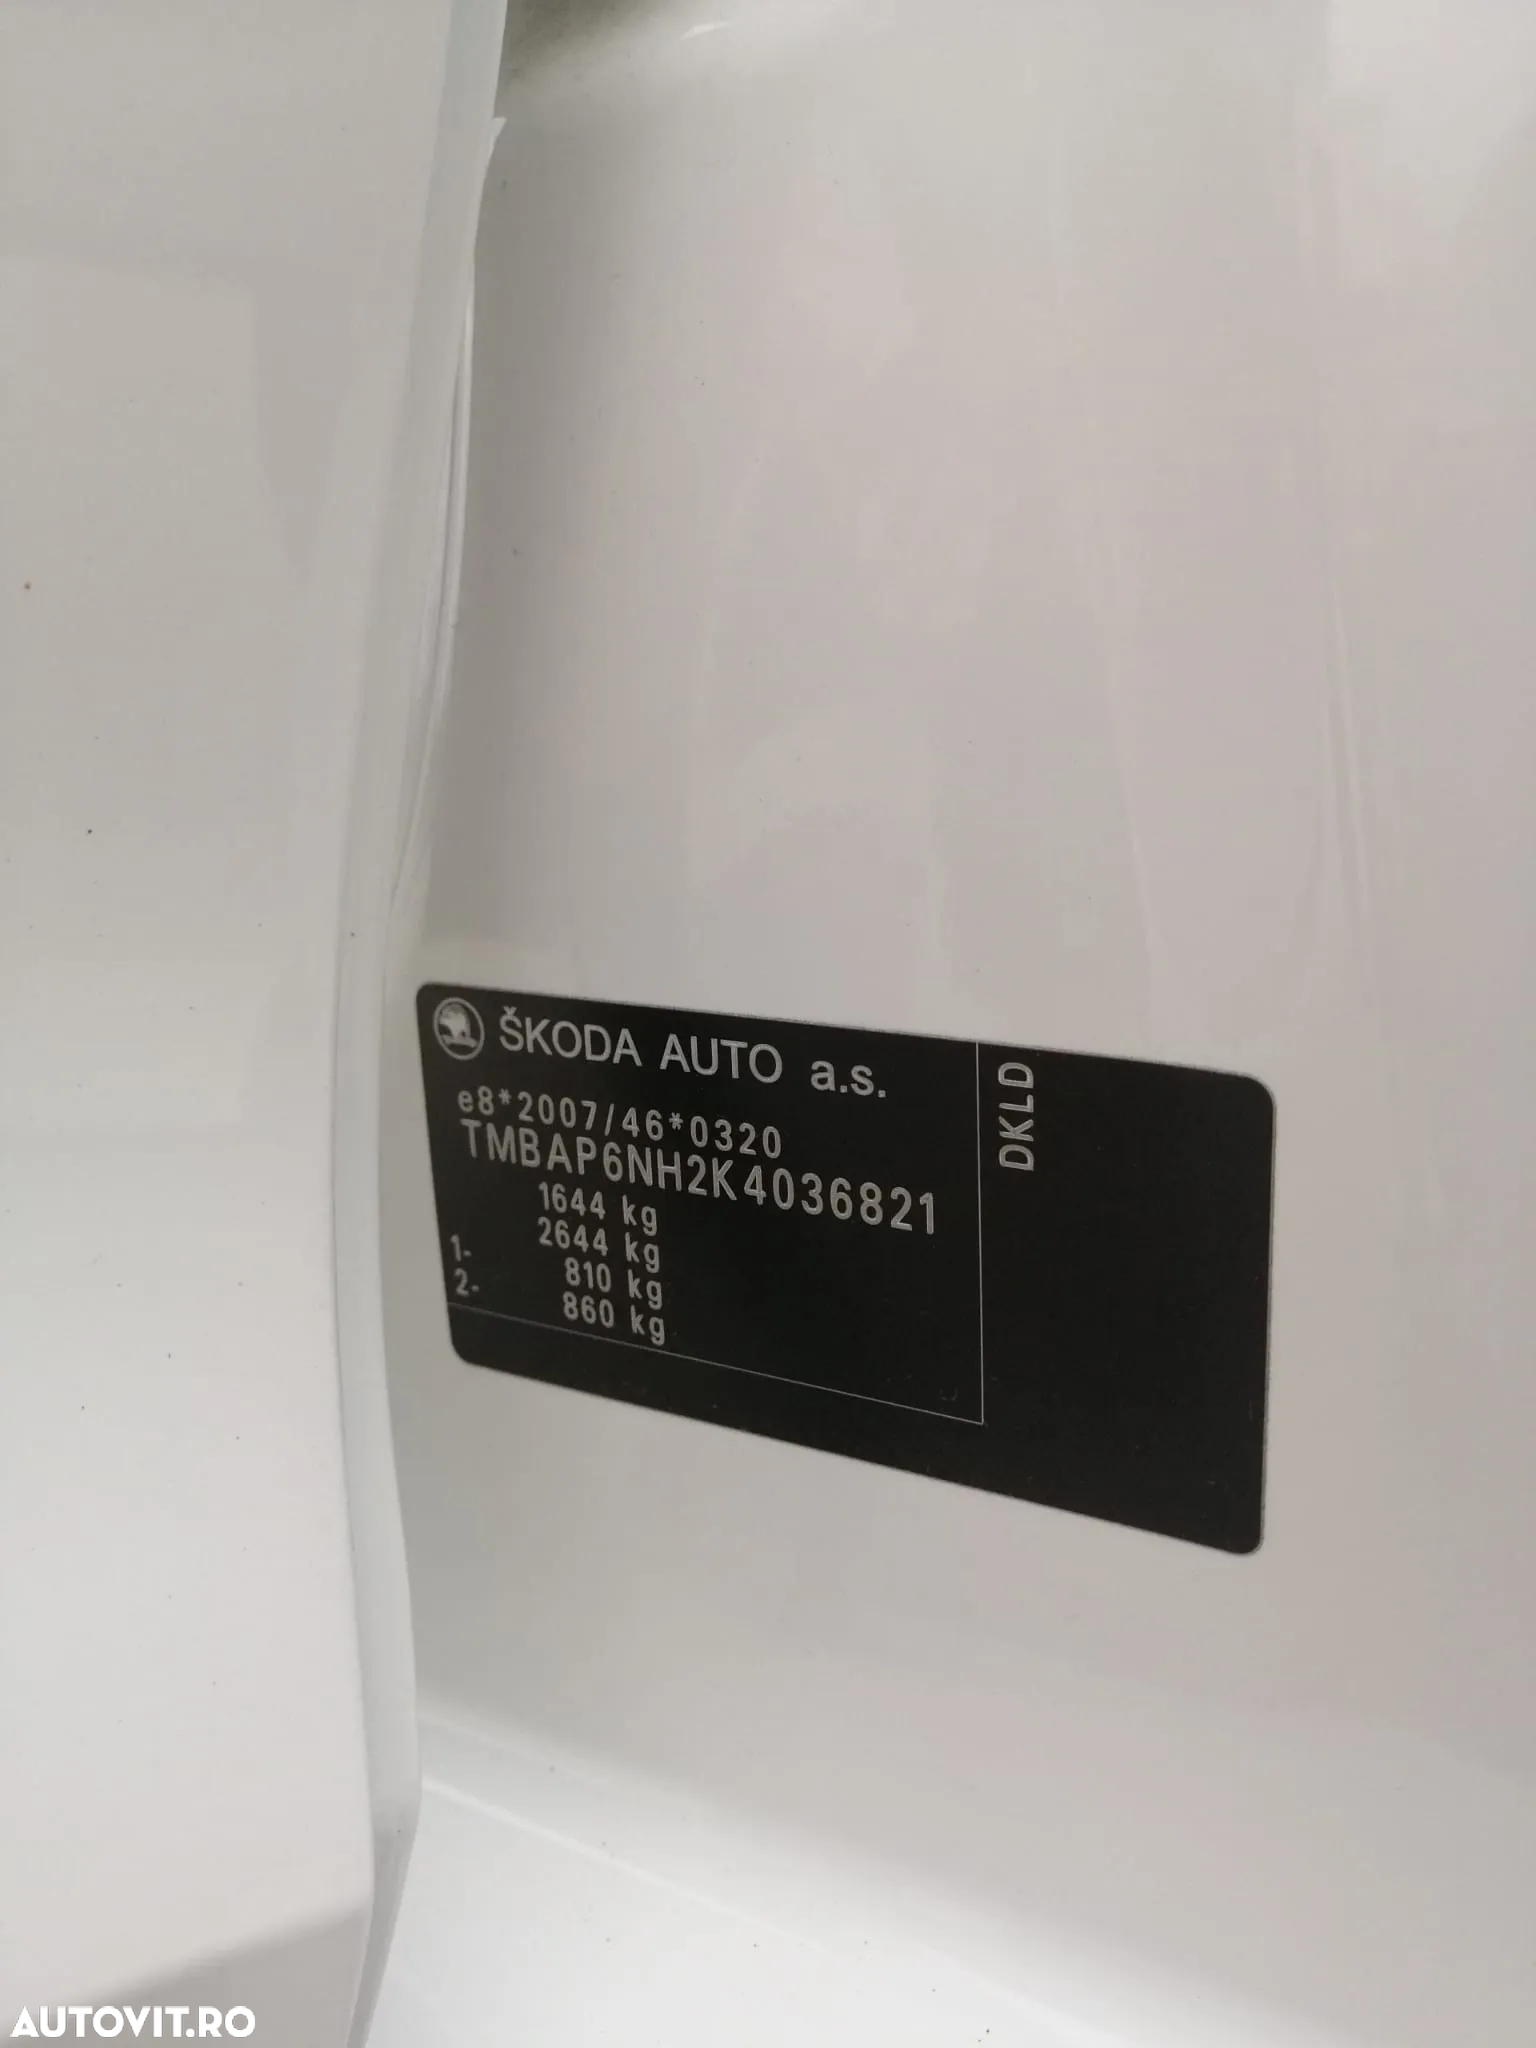 ŠKODA AUTO a.s.
e8*2007/46*0320
TMBAP6NH2K4036821
1644 kg
2644 kg
1- 810 kg
2- 860 kg
DKLD
AUTOVIT.RO